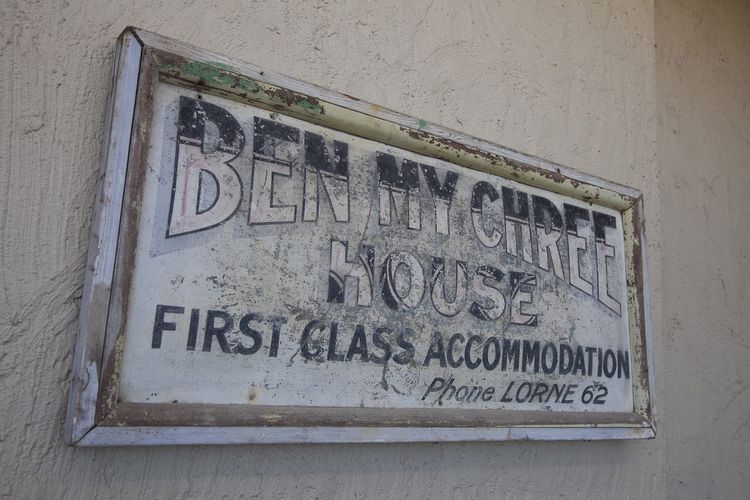 BEN MY CHREE
HOUSE
FIRST CLASS ACCOMMODATION
Phone LORNE 62